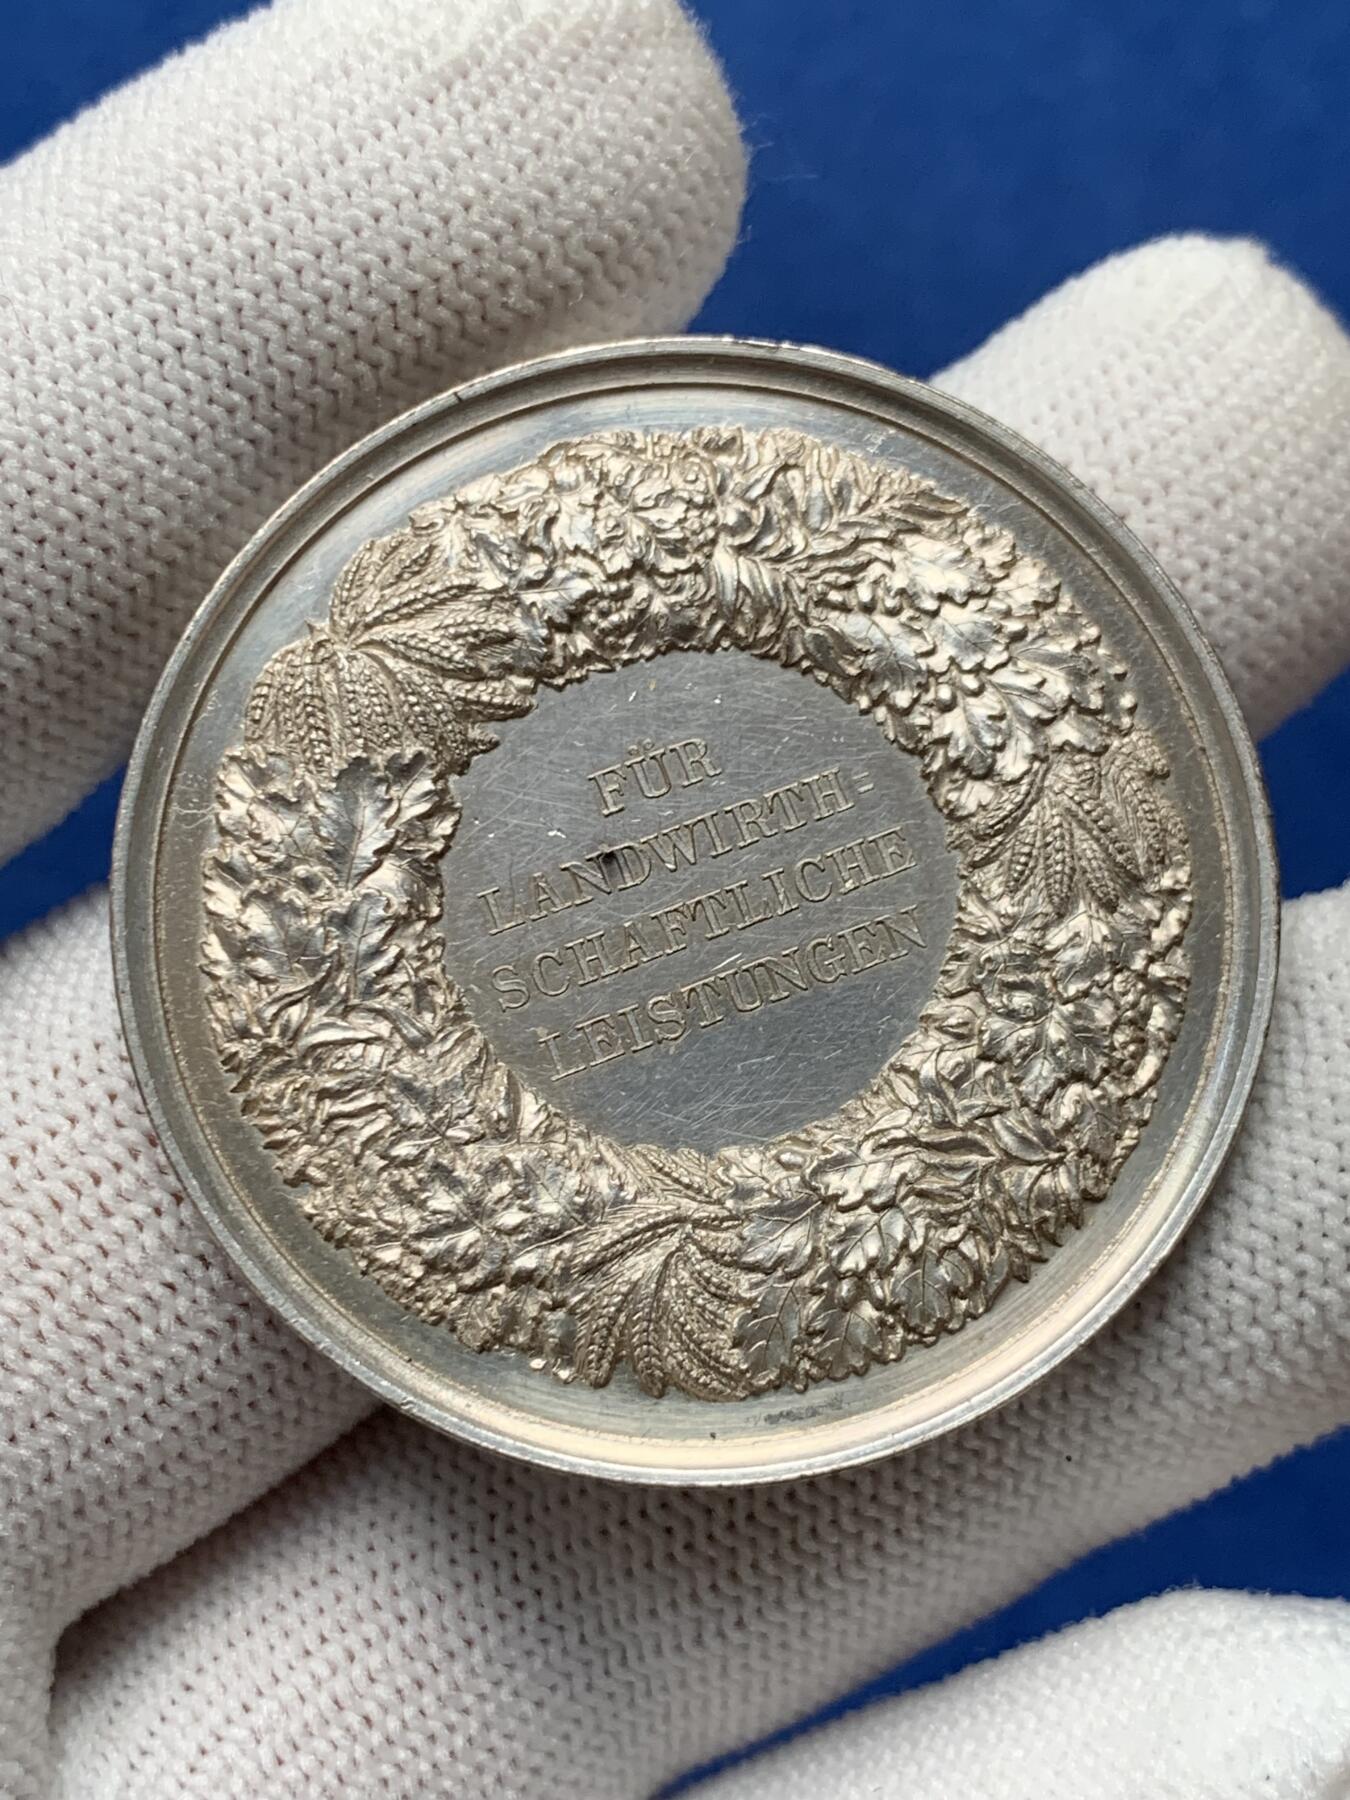 FÜR
LANDWIRTH=
SCHAFTLICHE
LEISTUNGEN